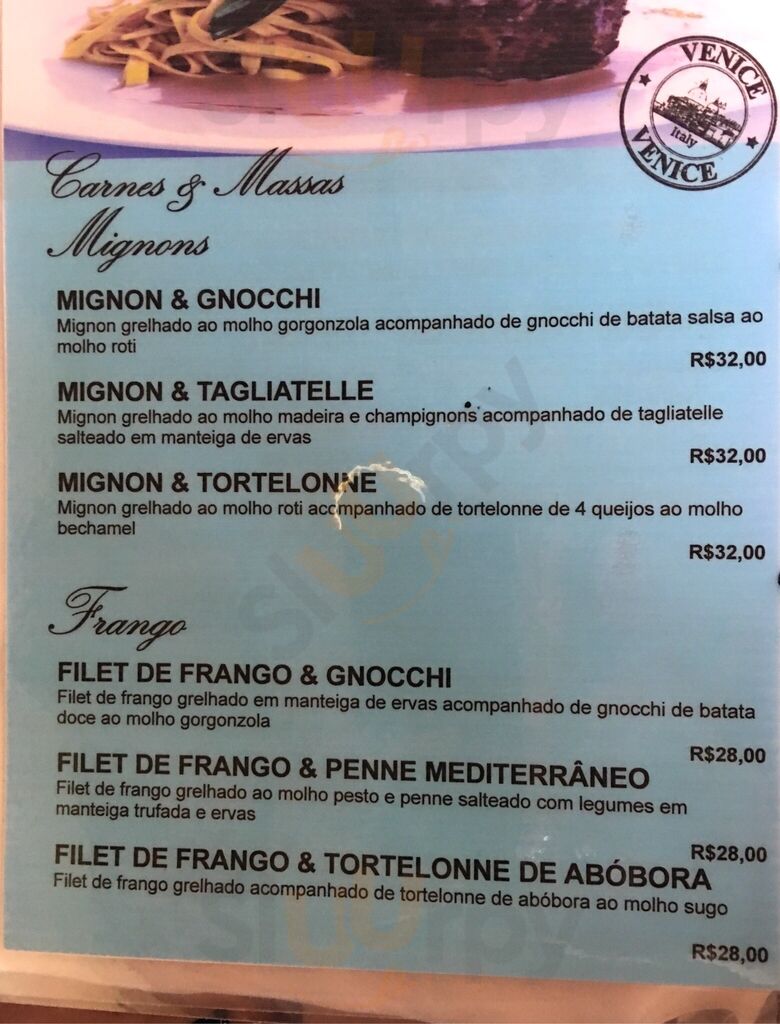 VENICE
Italy
VENICE
Carnes & Massas
Mignons
MIGNON & GNOCCHI
Mignon grelhado ao molho gorgonzola acompanhado de gnocchi de batata salsa ao
molho roti
R$32,00
MIGNON & TAGLIATELLE
Mignon grelhado ao molho madeira e champignons acompanhado de tagliatelle
salteado em manteiga de ervas
R$32,00
MIGNON & TORTELONNE
Mignon grelhado ao molho roti acompanhado de tortelonne de 4 queijos ao molho
bechamel
R$32,00
Frango
FILET DE FRANGO & GNOCCHI
Filet de frango grelhado em manteiga de ervas acompanhado de gnocchi de batata
doce ao molho gorgonzola
R$28,00
FILET DE FRANGO & PENNE MEDITERRÂNEO
Filet de frango grelhado ao molho pesto e penne salteado com legumes em
manteiga trufada e ervas
R$28,00
FILET DE FRANGO & TORTELONNE DE ABÓBORA
Filet de frango grelhado acompanhado de tortelonne de abóbora ao molho sugo
R$28,00
sluurpy